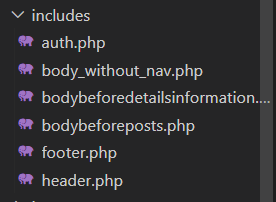 includes
auth.php
body_without_nav.php
bodybeforedetailsinformation....
bodybeforeposts.php
footer.php
header.php